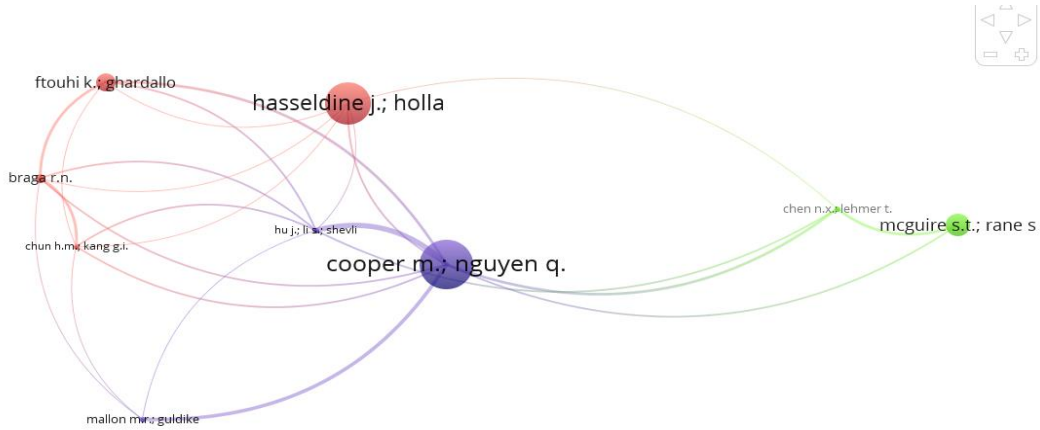 ftouhi k.; ghardallo
hasseldine j.; holla
braga r.n.
chen n.x.; lehmer t.
mcguire s.t.; rane s
hu j.; li s.; shevli
chun h.m.; kang g.i.
cooper m.; nguyen q.
mallon m.r.; guldike